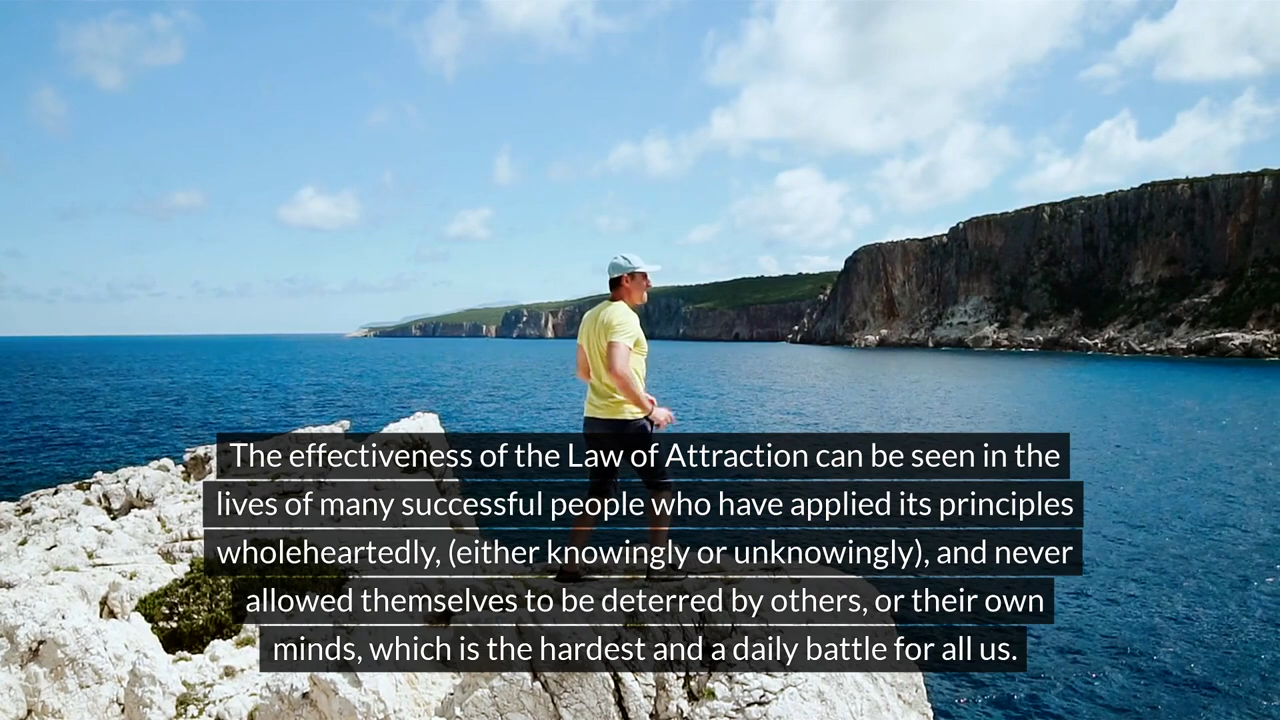 The effectiveness of the Law of Attraction can be seen in the
lives of many successful people who have applied its principles
wholeheartedly, (either knowingly or unknowingly), and never
allowed themselves to be deterred by others, or their own
minds, which is the hardest and a daily battle for all us.